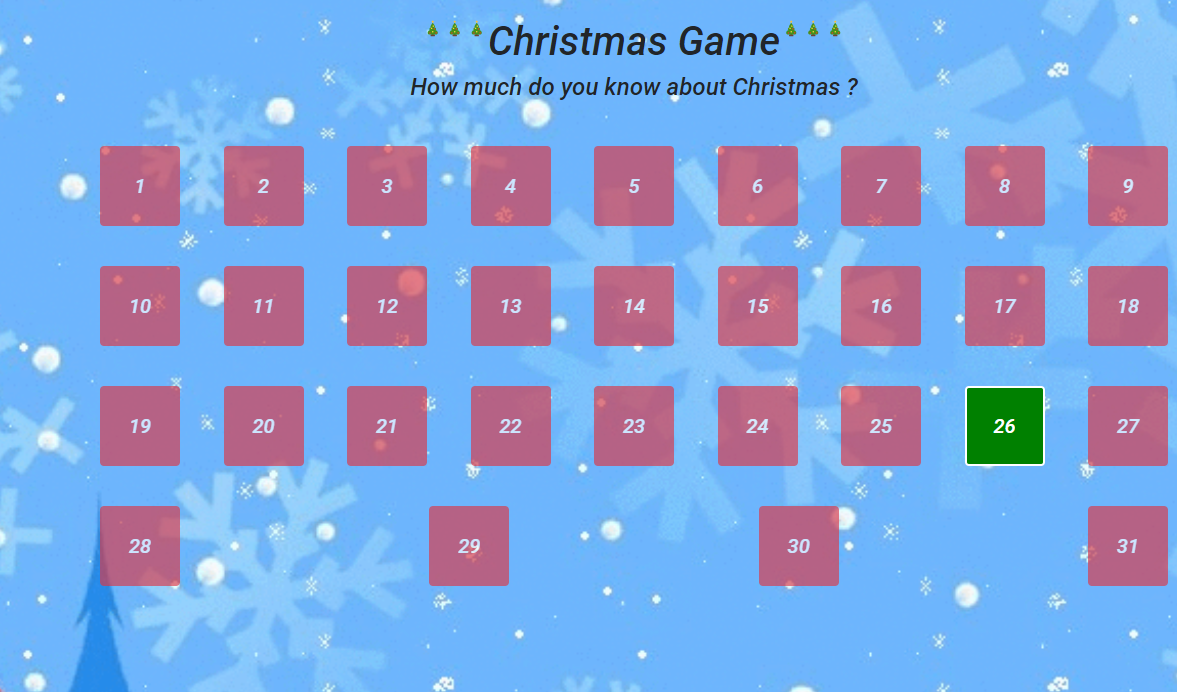 Christmas Game
How much do you know about Christmas ?
1 2 3 4 5 6 7 8 9
10 11 12 13 14 15 16 17 18
19 20 21 22 23 24 25 26 27
28 29 30 31